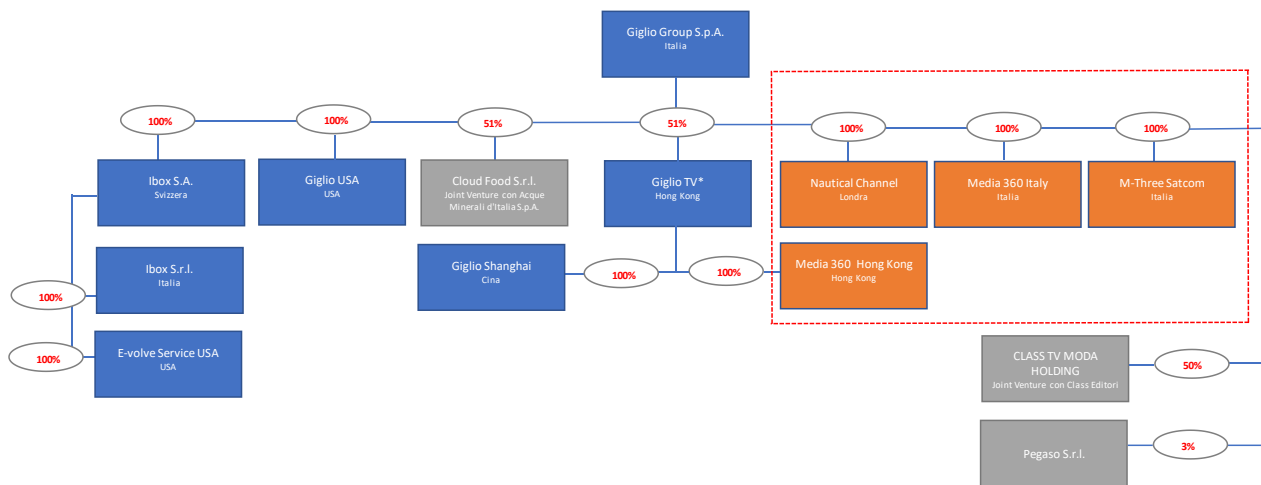 Giglio Group S.p.A.
Italia
100%
100%
51%
51%
100%
100%
100%
Ibox S.A.
Svizzera
Giglio USA
USA
Cloud Food S.r.l.
Joint Venture con Acque
Minerali d'Italia S.p.A.
Giglio TV*
Hong Kong
Nautical Channel
Londra
Media 360 Italy
Italia
M-Three Satcom
Italia
Ibox S.r.l.
Italia
Giglio Shanghai
Cina
100%
100%
Media 360 Hong Kong
Hong Kong
100%
100%
E-volve Service USA
USA
CLASS TV MODA
HOLDING
Joint Venture con Class Editori
50%
Pegaso S.r.l.
3%